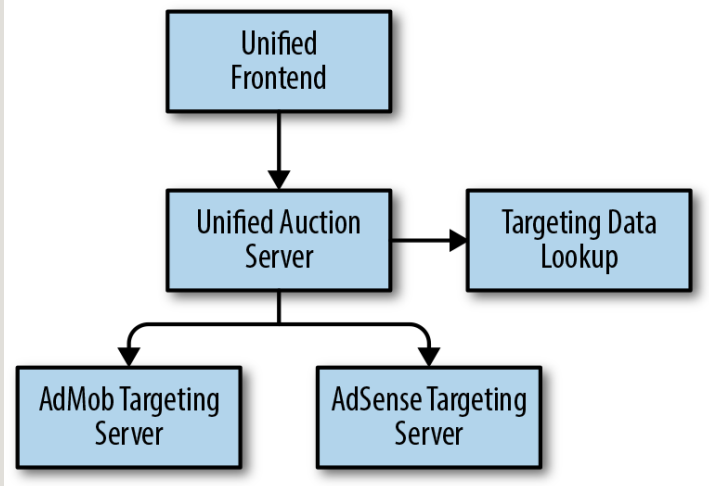 Unified
Frontend
Unified Auction
Server
Targeting Data
Lookup
AdMob Targeting
Server
AdSense Targeting
Server